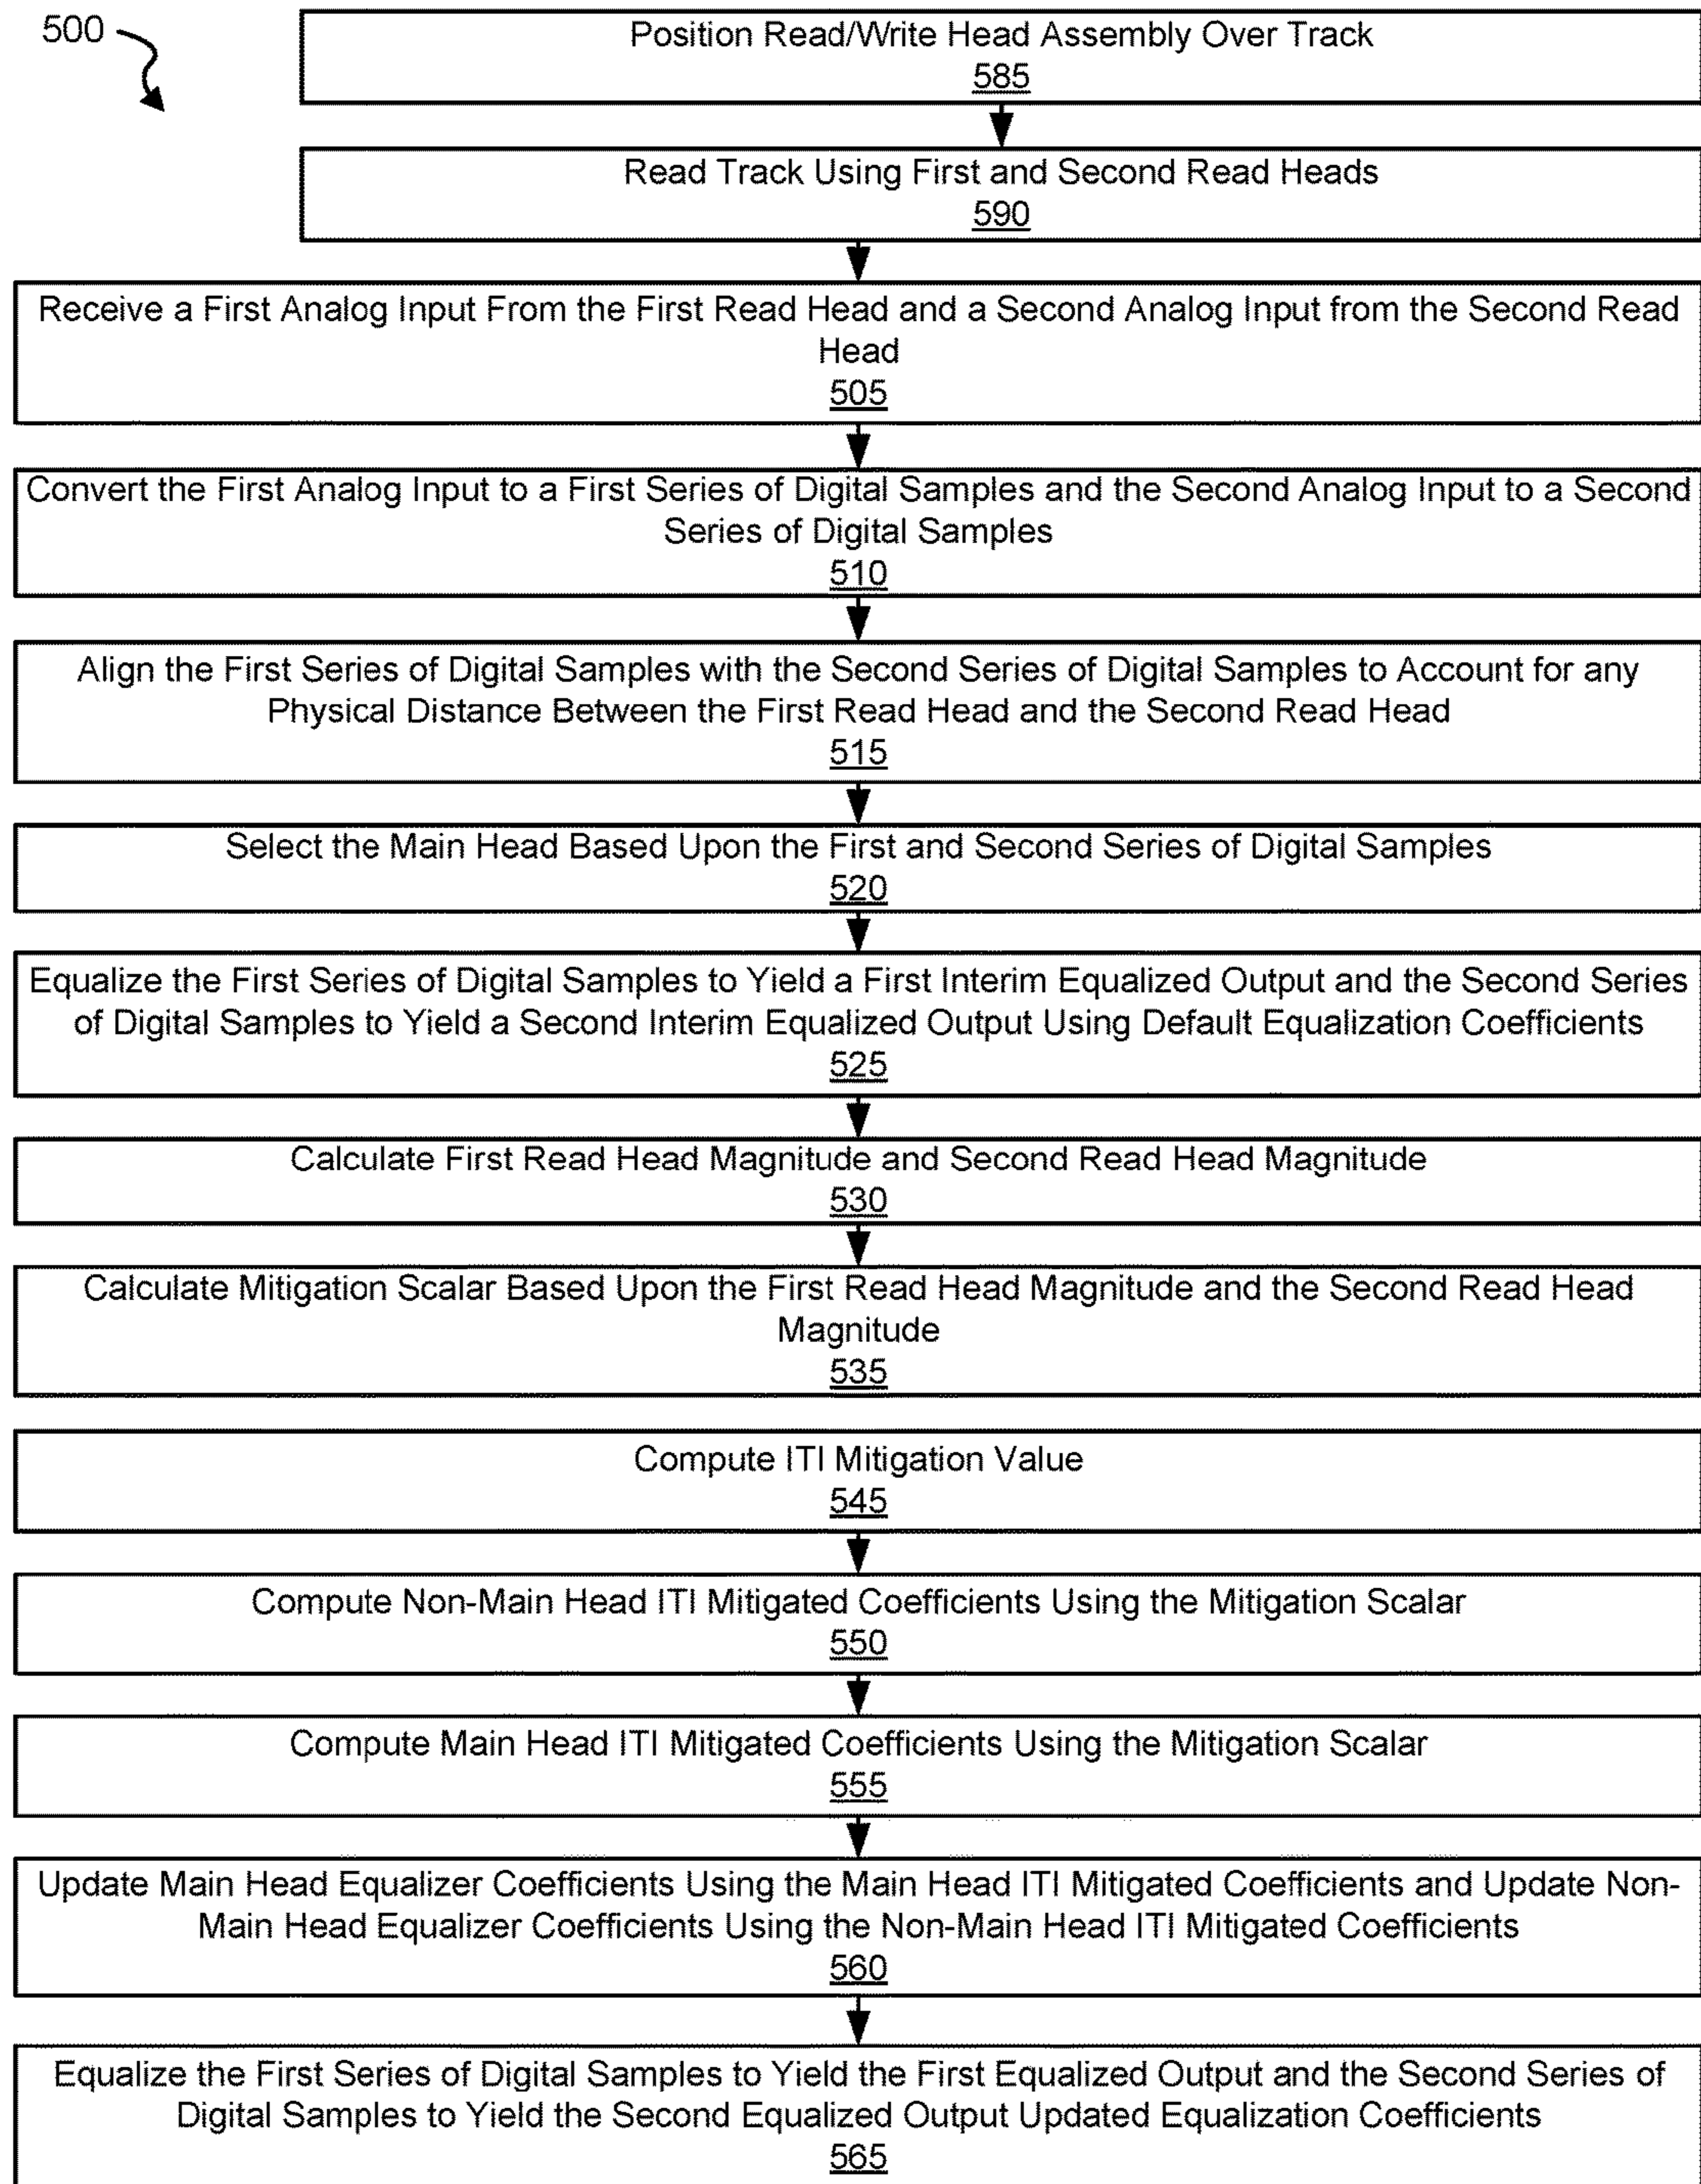 500
Position Read/Write Head Assembly Over Track
585
Read Track Using First and Second Read Heads
590
Receive a First Analog Input From the First Read Head and a Second Analog Input from the Second Read
Head
505
Convert the First Analog Input to a First Series of Digital Samples and the Second Analog Input to a Second
Series of Digital Samples
510
Align the First Series of Digital Samples with the Second Series of Digital Samples to Account for any
Physical Distance Between the First Read Head and the Second Read Head
515
Select the Main Head Based Upon the First and Second Series of Digital Samples
520
Equalize the First Series of Digital Samples to Yield a First Interim Equalized Output and the Second Series
of Digital Samples to Yield a Second Interim Equalized Output Using Default Equalization Coefficients
525
Calculate First Read Head Magnitude and Second Read Head Magnitude
530
Calculate Mitigation Scalar Based Upon the First Read Head Magnitude and the Second Read Head
Magnitude
535
Compute ITI Mitigation Value
545
Compute Non-Main Head ITI Mitigated Coefficients Using the Mitigation Scalar
550
Compute Main Head ITI Mitigated Coefficients Using the Mitigation Scalar
555
Update Main Head Equalizer Coefficients Using the Main Head ITI Mitigated Coefficients and Update Non-
Main Head Equalizer Coefficients Using the Non-Main Head ITI Mitigated Coefficients
560
Equalize the First Series of Digital Samples to Yield the First Equalized Output and the Second Series of
Digital Samples to Yield the Second Equalized Output Updated Equalization Coefficients
565